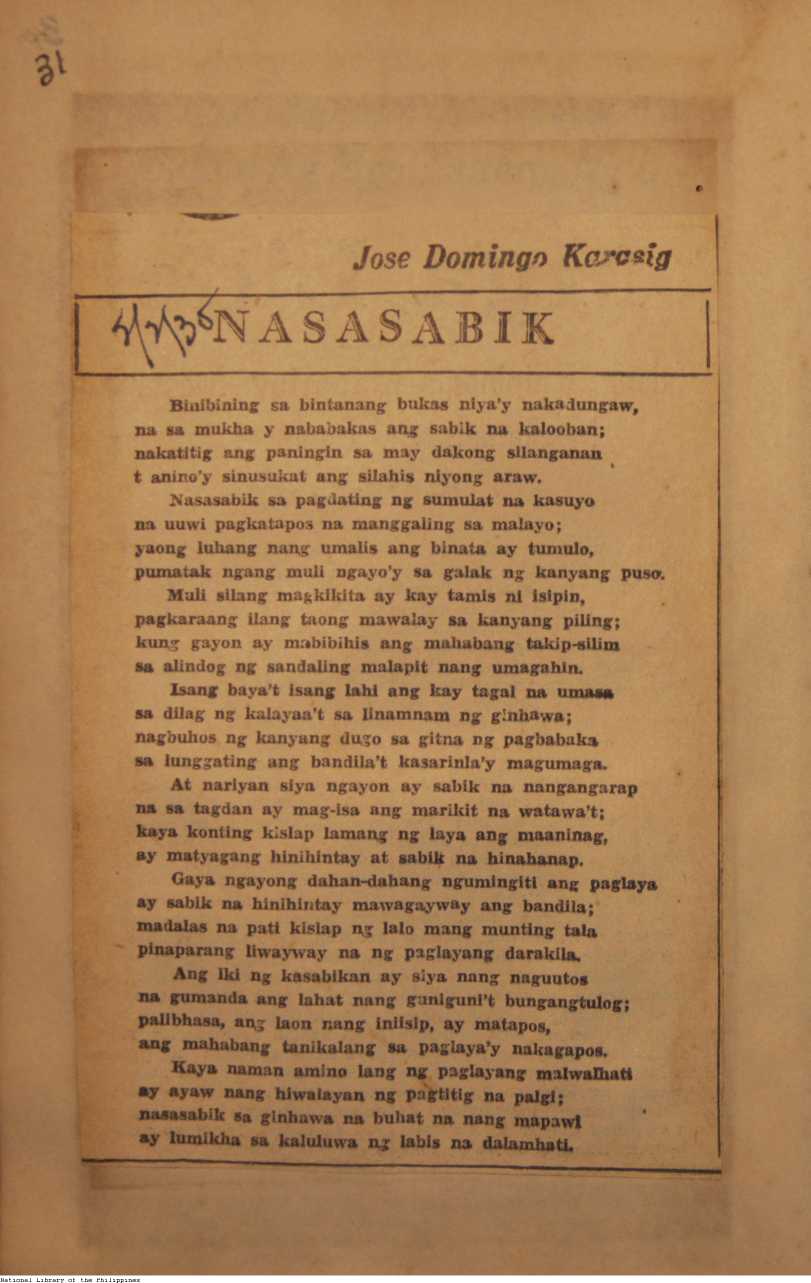 31
Jose Domingo Karasig
NASASABIK
Binibining sa bintanang bukas niya'y nakadungaw,
na sa mukha y nababakas ang sabik na kalooban;
nakatitig ang paningin sa may dakong silanganan
t anino'y sinusukat ang silahis niyong araw.
Nasasabik sa pagdating ng sumulat na kasuyo
na uuwi pagkatapos na manggaling sa malayo;
yaong luhang nang umalis ang binata ay tumulo,
pumatak ngang muli ngayo'y sa galak ng kanyang puso.
Muli silang magkikita ay kay tamis ni isipin,
pagkaraang ilang taong mawalay sa kanyang piling;
kung gayon ay mabibihis ang mahabang takip-silim
sa alindog ng sandaling malapit nang umagahin.
Isang baya't isang lahi ang kay tagal na umasa
sa dilag ng kalayaa't sa linamnam ng ginhawa;
nagbuhos ng kanyang dugo sa gitna ng pagbabaka
sa lunggating ang bandila't kasarinla'y magumaga.
At nariyan siya ngayon ay sabik na nangangarap
na sa tagdan ay mag-isa ang marikit na watawa't;
kaya konting kislap lamang ng laya ang maaninag,
ay matyagang hinihintay at sabik na hinahanap.
Gaya ngayong dahan-dahang ngumingiti ang paglaya
ay sabik na hinihintay mawagayway ang bandila;
madalas na pati kislap ng lalo mang munting tala
pinaparang liwayway na ng paglayang darakila.
Ang iki ng kasabikan ay siya nang naguutos
na gumanda ang lahat nang guniguni't bungangtulog;
palibhasa, ang laon nang iniisip, ay matapos,
ang mahabang tanikalang sa paglaya'y nakagapos.
Kaya naman amino lang ng paglayang malwalhati
ay ayaw nang hiwalayan ng pagtitig na palgi;
nasasabik sa ginhawa na buhat na nang mapawi
ay lumikha sa kaluluwa ng labis na dalamhati.
National Library of the Philippines